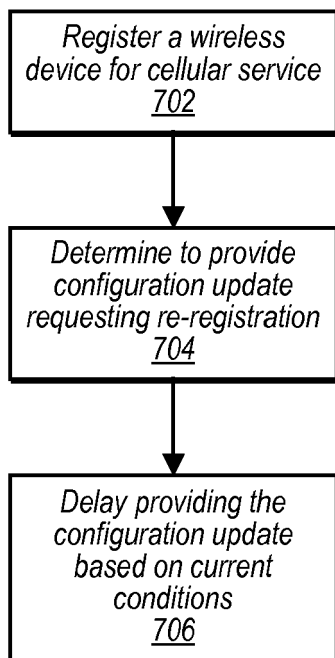 Register a wireless
device for cellular service
702
Determine to provide
configuration update
requesting re-registration
704
Delay providing the
configuration update
based on current
conditions
706